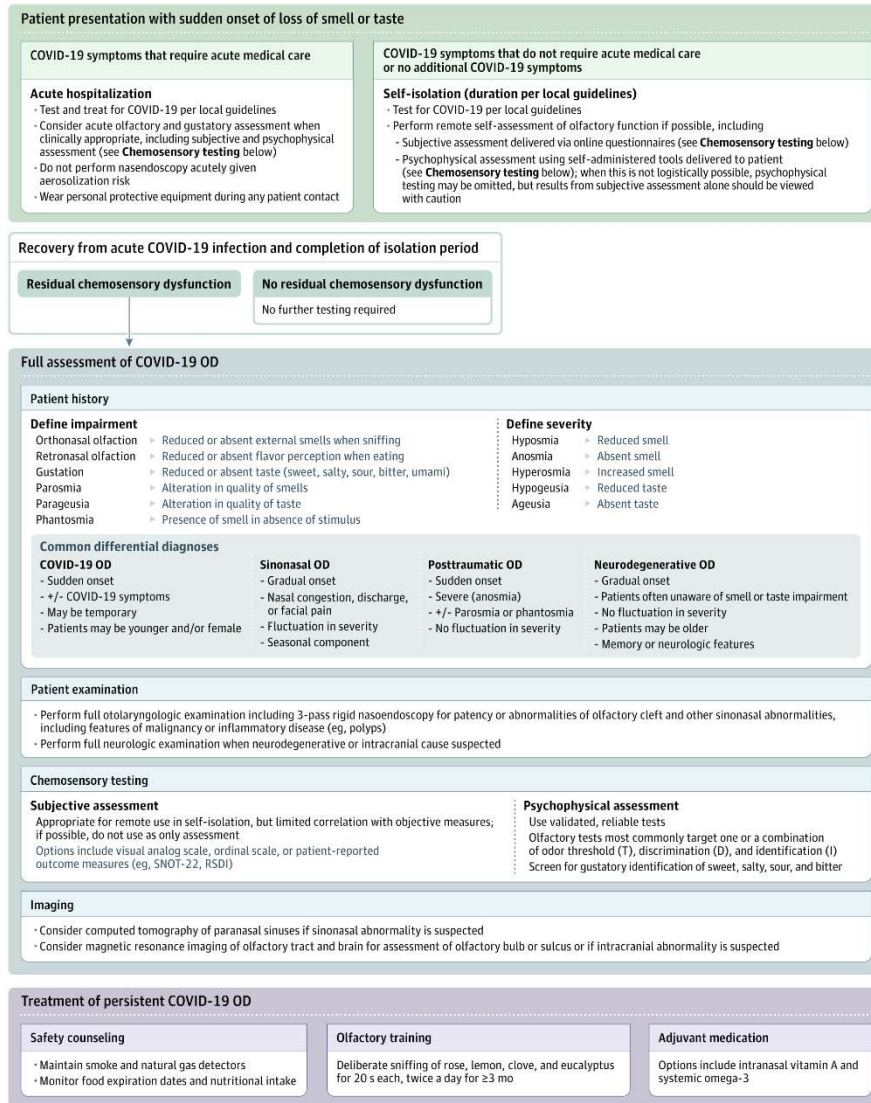 Patient presentation with sudden onset of loss of smell or taste
COVID-19 symptoms that require acute medical care
Acute hospitalization
· Test and treat for COVID-19 per local guidelines
· Consider acute olfactory and gustatory assessment when
clinically appropriate, including subjective and psychophysical
assessment (see Chemosensory testing below)
· Do not perform nasendoscopy acutely given
aerosolization risk
· Wear personal protective equipment during any patient contact
COVID-19 symptoms that do not require acute medical care
or no additional COVID-19 symptoms
Self-isolation (duration per local guidelines)
· Test for COVID-19 per local guidelines
· Perform remote self-assessment of olfactory function if possible, including
- Subjective assessment delivered via online questionnaires (see Chemosensory testing below)
- Psychophysical assessment using self-administered tools delivered to patient
(see Chemosensory testing below); when this is not logistically possible, psychophysical
testing may be omitted, but results from subjective assessment alone should be viewed
with caution
Recovery from acute COVID-19 infection and completion of isolation period
Residual chemosensory dysfunction
No residual chemosensory dysfunction
No further testing required
Full assessment of COVID-19 OD
Patient history
Define impairment
Orthonasal olfaction ▸ Reduced or absent external smells when sniffing
Retronasal olfaction ▸ Reduced or absent flavor perception when eating
Gustation ▸ Reduced or absent taste (sweet, salty, sour, bitter, umami)
Parosmia ▸ Alteration in quality of smells
Parageusia ▸ Alteration in quality of taste
Phantosmia ▸ Presence of smell in absence of stimulus
Define severity
Hyposmia ▸ Reduced smell
Anosmia ▸ Absent smell
Hyperosmia ▸ Increased smell
Hypogeusia ▸ Reduced taste
Ageusia ▸ Absent taste
Common differential diagnoses
COVID-19 OD
- Sudden onset
- +/- COVID-19 symptoms
- May be temporary
- Patients may be younger and/or female
Sinonasal OD
- Gradual onset
- Nasal congestion, discharge,
or facial pain
- Fluctuation in severity
- Seasonal component
Posttraumatic OD
- Sudden onset
- Severe (anosmia)
- +/- Parosmia or phantosmia
- No fluctuation in severity
Neurodegenerative OD
- Gradual onset
- Patients often unaware of smell or taste impairment
- No fluctuation in severity
- Patients may be older
- Memory or neurologic features
Patient examination
· Perform full otolaryngologic examination including 3-pass rigid nasoendoscopy for patency or abnormalities of olfactory cleft and other sinonasal abnormalities,
including features of malignancy or inflammatory disease (eg, polyps)
· Perform full neurologic examination when neurodegenerative or intracranial cause suspected
Chemosensory testing
Subjective assessment
Appropriate for remote use in self-isolation, but limited correlation with objective measures;
if possible, do not use as only assessment
Options include visual analog scale, ordinal scale, or patient-reported
outcome measures (eg, SNOT-22, RSDI)
Psychophysical assessment
Use validated, reliable tests
Olfactory tests most commonly target one or a combination
of odor threshold (T), discrimination (D), and identification (I)
Screen for gustatory identification of sweet, salty, sour, and bitter
Imaging
· Consider computed tomography of paranasal sinuses if sinonasal abnormality is suspected
· Consider magnetic resonance imaging of olfactory tract and brain for assessment of olfactory bulb or sulcus or if intracranial abnormality is suspected
Treatment of persistent COVID-19 OD
Safety counseling
· Maintain smoke and natural gas detectors
· Monitor food expiration dates and nutritional intake
Olfactory training
Deliberate sniffing of rose, lemon, clove, and eucalyptus
for 20 s each, twice a day for ≥3 mo
Adjuvant medication
Options include intranasal vitamin A and
systemic omega-3